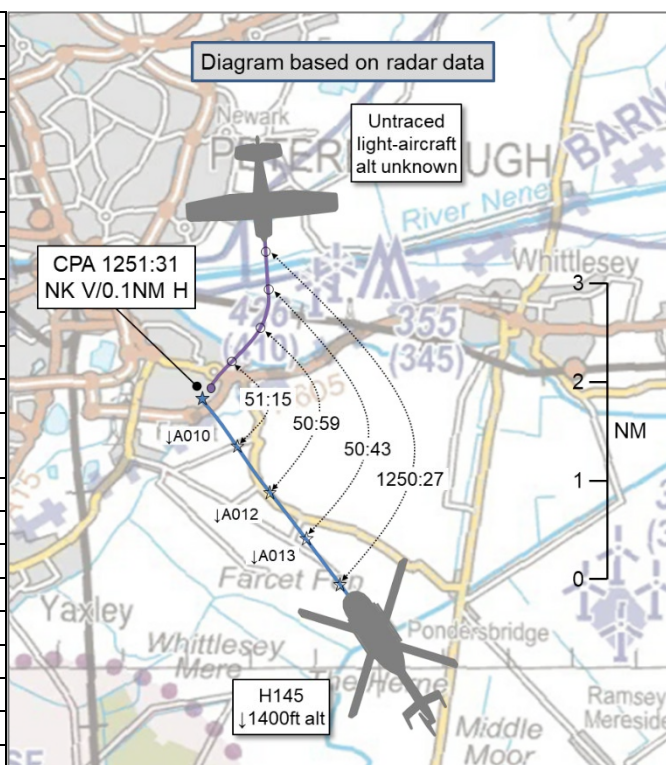 Diagram based on radar data
Newark
Untraced
light-aircraft
alt unknown
BARN
River Nene
CPA 1251:31
NK V/0.1NM H
Whittlesey
3
355
(345)
2
51:15
50:59
NM
↓A010
50:43
1250:27
1
↓A012
↓A013
0
Farcet Fen
Yaxley
Pondersbridge
Whittlesey
Mere
H145
↓1400ft alt
Ramsey
Mereside
Middle
Moor
SE